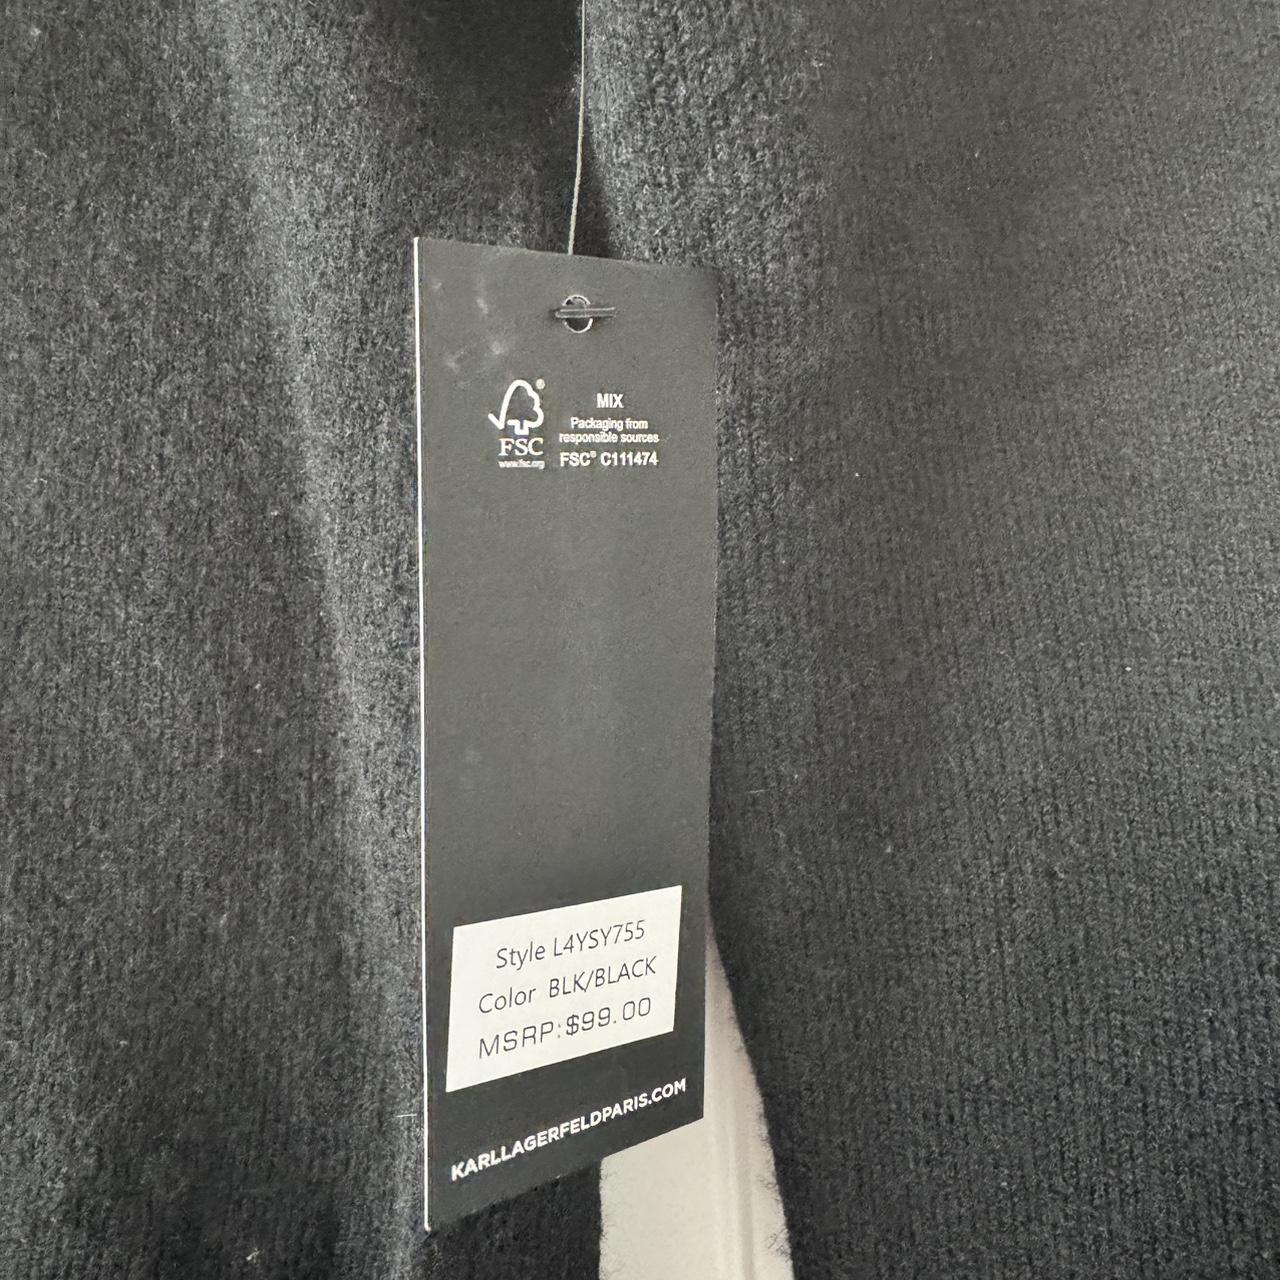 MIX
Packaging from
responsible sources
FSC® C111474
FSC
www.fsc.org
Style L4YSY755
Color BLK/BLACK
MSRP:$99.00
KARLLAGERFELDPARIS.COM